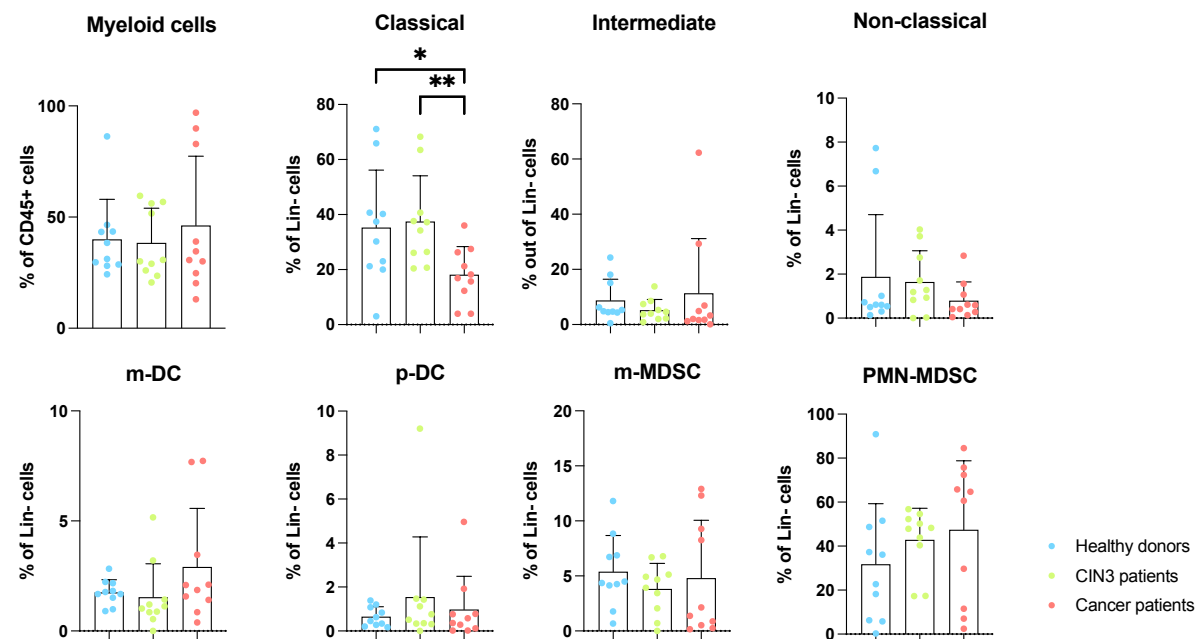 Myeloid cells
Classical
Intermediate
Non-classical
% of CD45+ cells
100
50
0
% of Lin- cells
80
60
40
20
0
*
**
% out of Lin- cells
80
60
40
20
0
% of Lin- cells
10
8
6
4
2
0
m-DC
p-DC
m-MDSC
PMN-MDSC
% of Lin- cells
10
5
0
% of Lin- cells
10
8
6
4
2
0
% of Lin- cells
20
15
10
5
0
% of Lin- cells
100
80
60
40
20
0
Healthy donors
CIN3 patients
Cancer patients